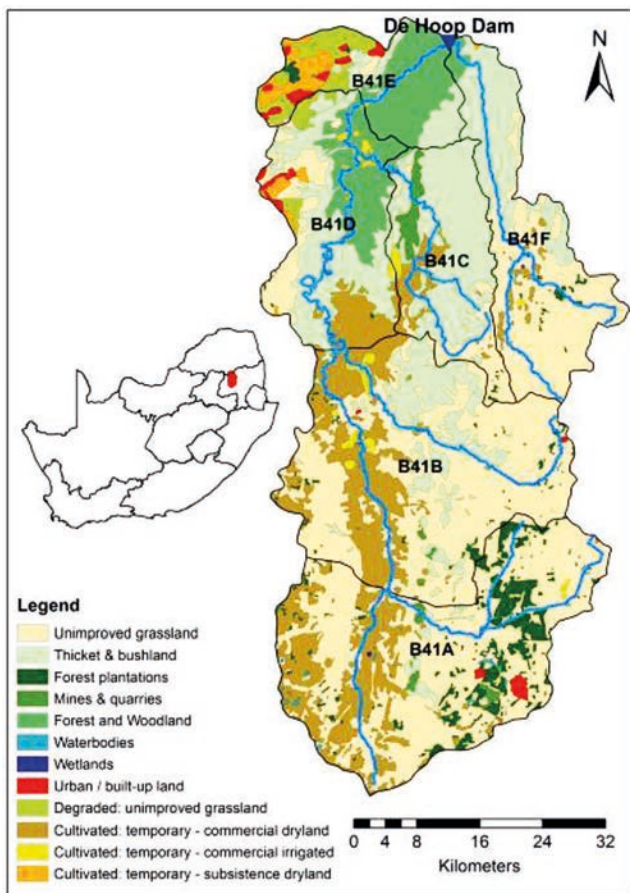 De Hoop Dam
N
B41E
B41D
B41C
B41F
B41B
B41A
Legend
Unimproved grassland
Thicket & bushland
Forest plantations
Mines & quarries
Forest and Woodland
Waterbodies
Wetlands
Urban / built-up land
Degraded: unimproved grassland
Cultivated: temporary - commercial dryland
Cultivated: temporary - commercial irrigated
Cultivated: temporary - subsistence dryland
0 4 8 16 24 32
Kilometers